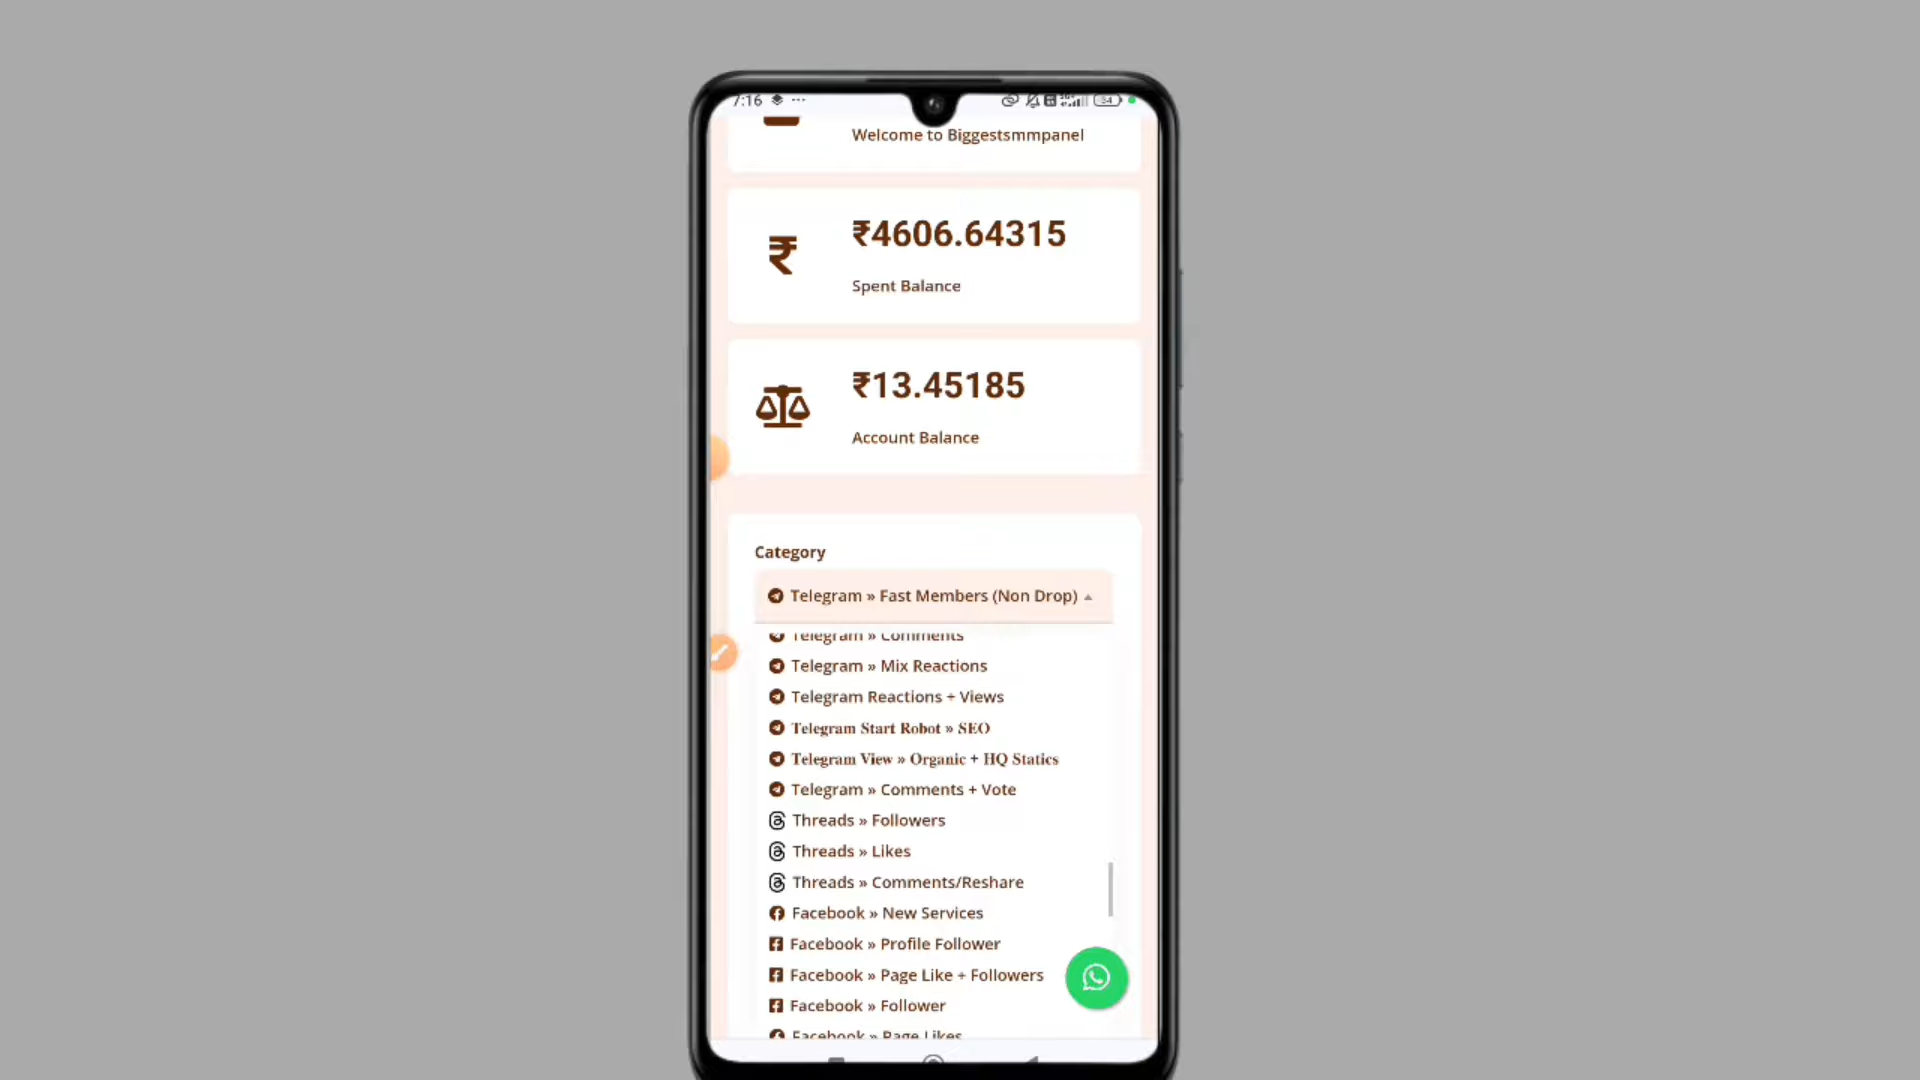 7:16
54
Welcome to Biggestsmmpanel
₹4606.64315
Spent Balance
₹13.45185
Account Balance
Category
Telegram » Fast Members (Non Drop)
Telegram » Comments
Telegram » Mix Reactions
Telegram Reactions + Views
Telegram Start Robot » SEO
Telegram View » Organic + HQ Statics
Telegram » Comments + Vote
Threads » Followers
Threads » Likes
Threads » Comments/Reshare
Facebook » New Services
Facebook » Profile Follower
Facebook » Page Like + Followers
Facebook » Follower
Facebook » Page Likes